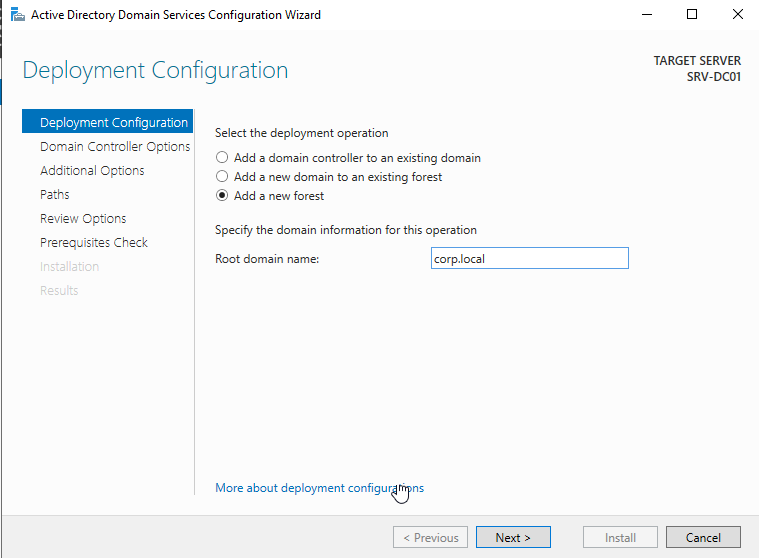 Active Directory Domain Services Configuration Wizard
Deployment Configuration
TARGET SERVER
SRV-DC01
Deployment Configuration
Domain Controller Options
Additional Options
Paths
Review Options
Prerequisites Check
Installation
Results
Select the deployment operation
Add a domain controller to an existing domain
Add a new domain to an existing forest
Add a new forest
Specify the domain information for this operation
Root domain name: corp.local
More about deployment configurations
< Previous Next > Install Cancel